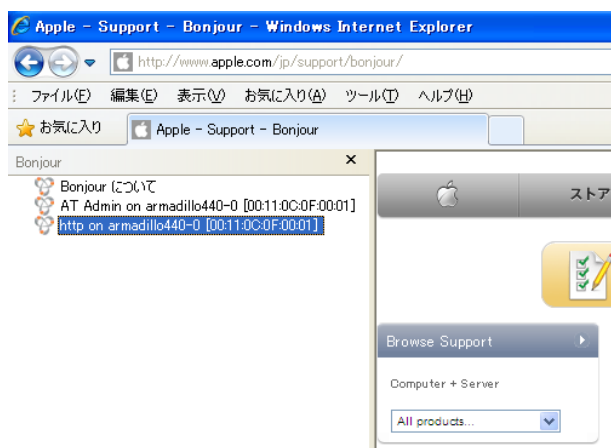 Apple - Support - Bonjour - Windows Internet Explorer
http://www.apple.com/jp/support/bonjour/
ファイル(F) 編集(E) 表示(V) お気に入り(A) ツール(T) ヘルプ(H)
お気に入り Apple - Support - Bonjour
Bonjour ×
Bonjour について
AT Admin on armadillo440-0 [00:11:0C:0F:00:01]
http on armadillo440-0 [00:11:0C:0F:00:01]
ストア
Browse Support
Computer + Server
All products...